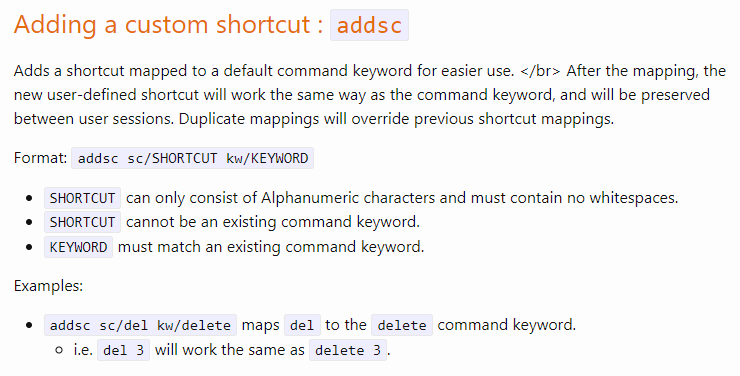 Adding a custom shortcut : addsc
Adds a shortcut mapped to a default command keyword for easier use. </br> After the mapping, the
new user-defined shortcut will work the same way as the command keyword, and will be preserved
between user sessions. Duplicate mappings will override previous shortcut mappings.
Format: addsc sc/SHORTCUT kw/KEYWORD
• SHORTCUT can only consist of Alphanumeric characters and must contain no whitespaces.
• SHORTCUT cannot be an existing command keyword.
• KEYWORD must match an existing command keyword.
Examples:
• addsc sc/del kw/delete maps del to the delete command keyword.
◦ i.e. del 3 will work the same as delete 3.